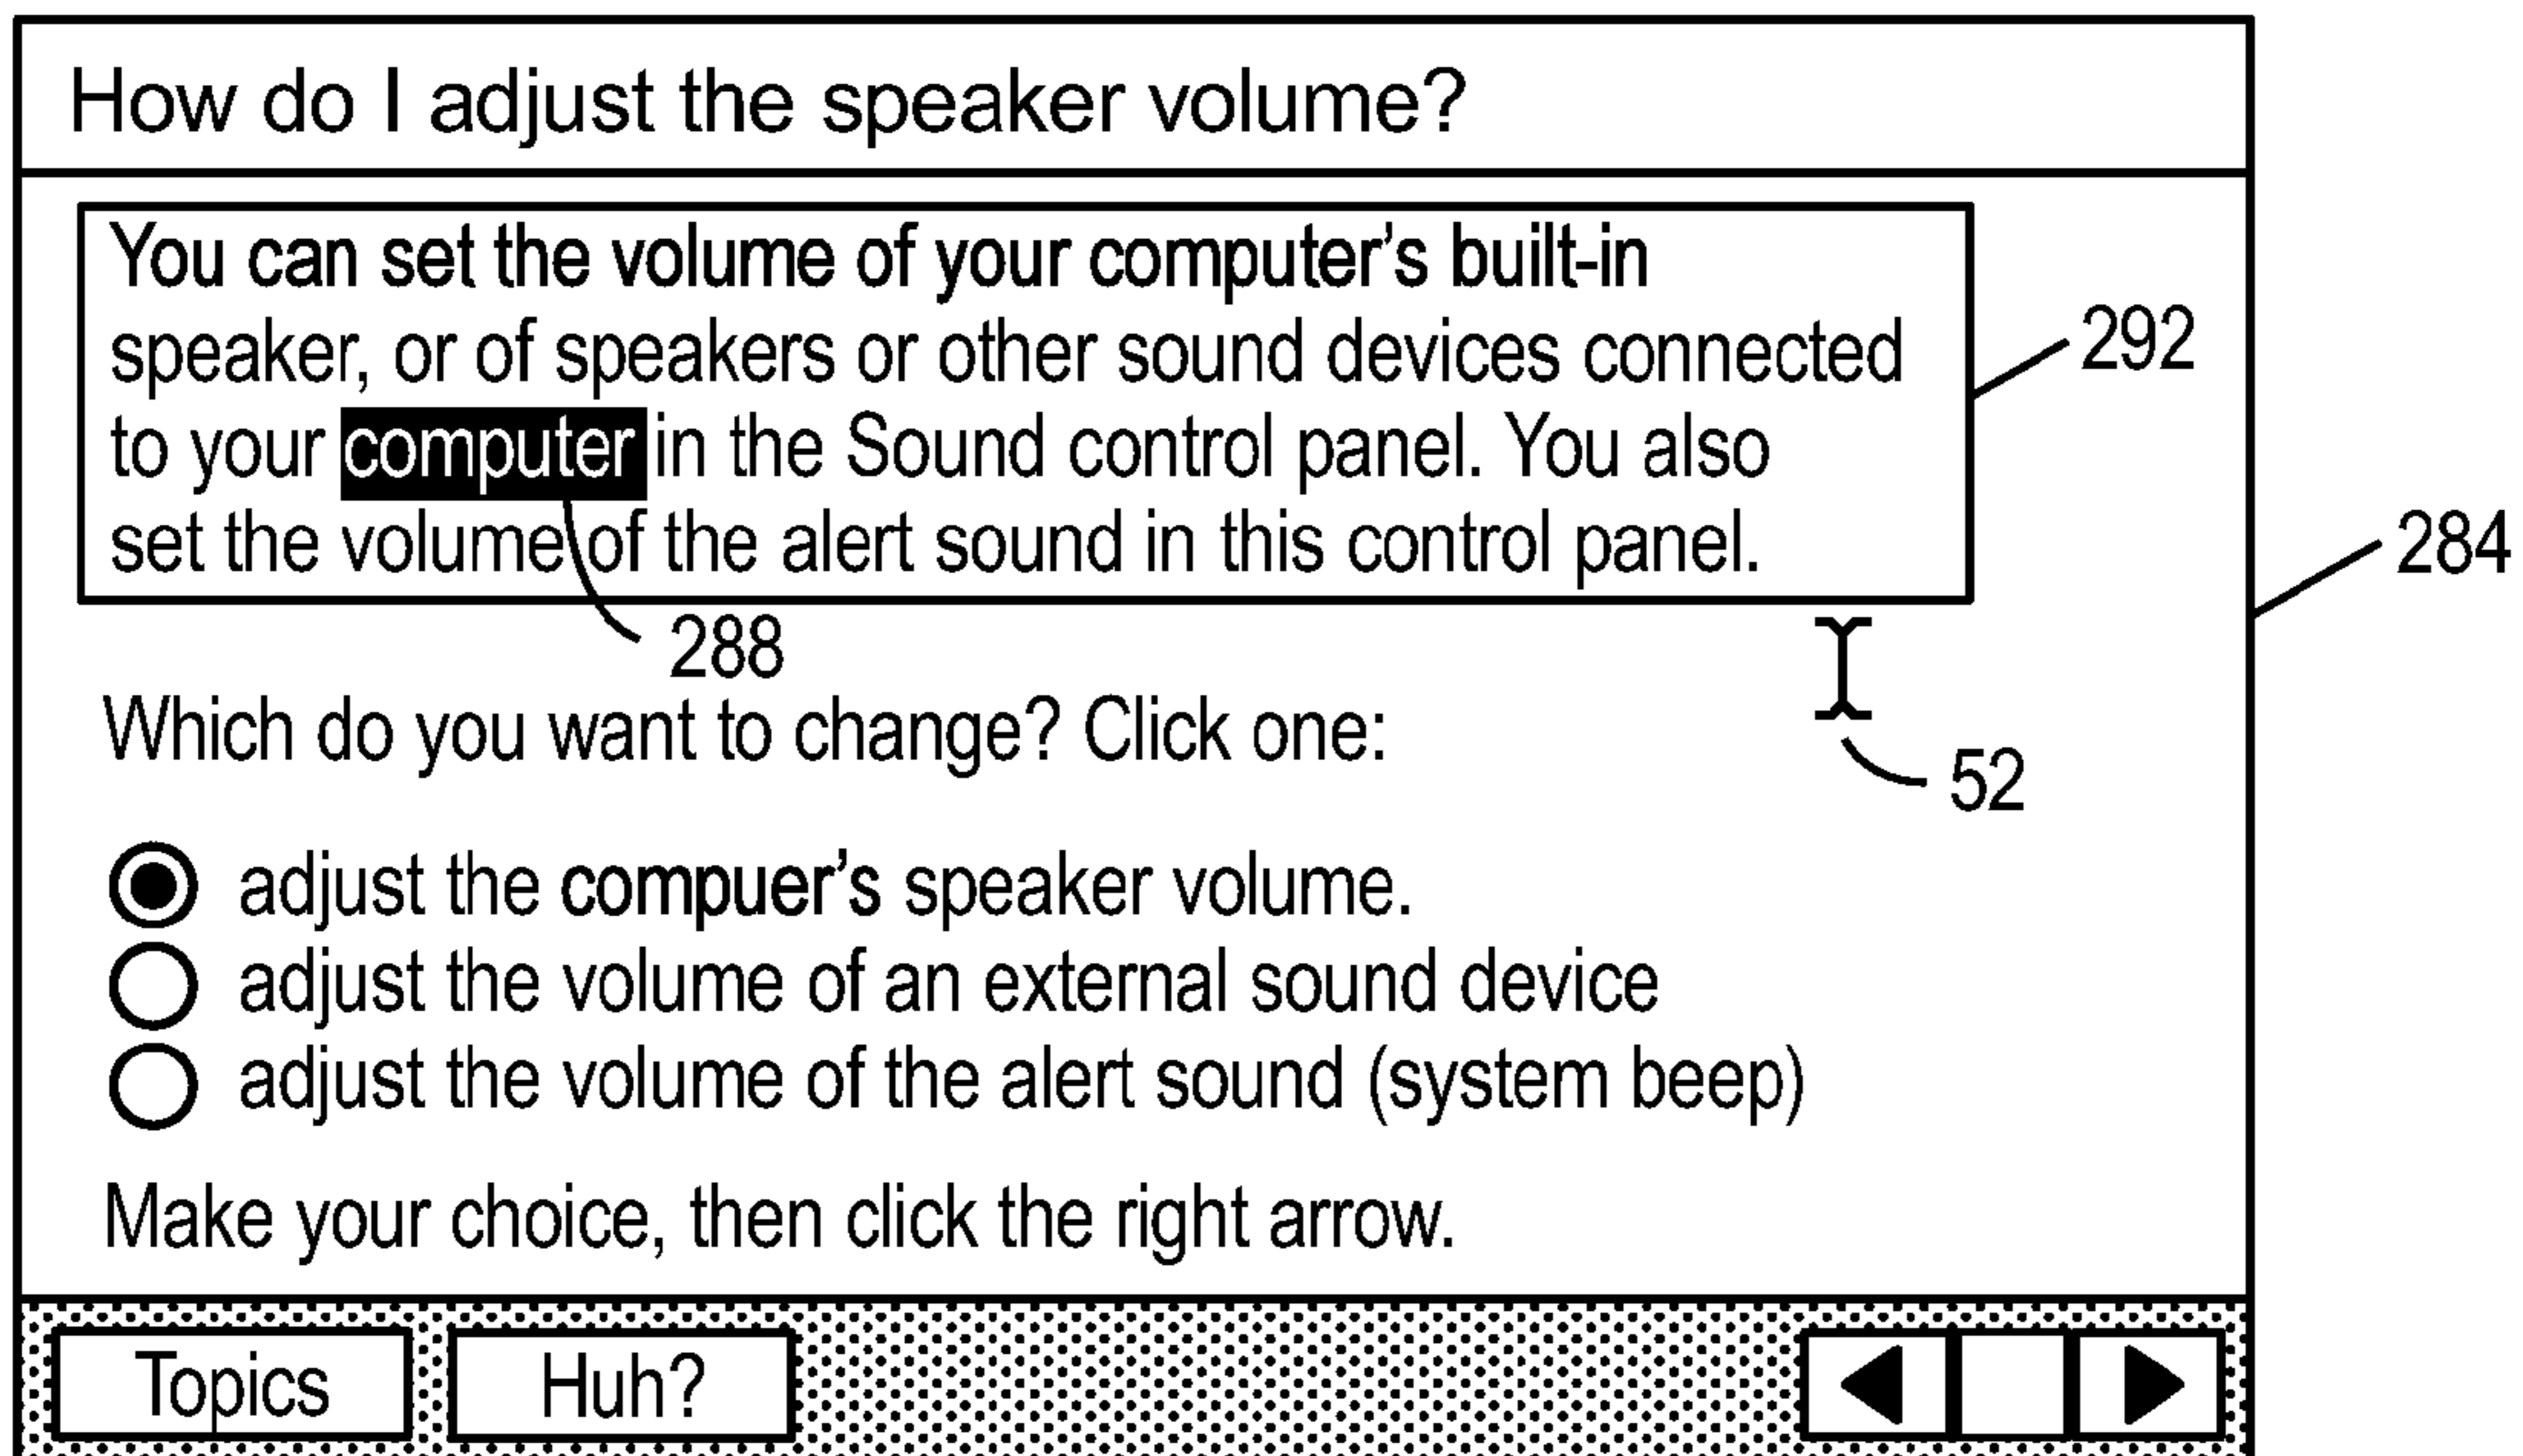 How do I adjust the speaker volume?
You can set the volume of your computer’s built-in
speaker, or of speakers or other sound devices connected
292
to your computer in the Sound control panel. You also
set the volume of the alert sound in this control panel.
284
288
Which do you want to change? Click one:
52
adjust the compuer’s speaker volume.
adjust the volume of an external sound device
adjust the volume of the alert sound (system beep)
Make your choice, then click the right arrow.
Topics
Huh?